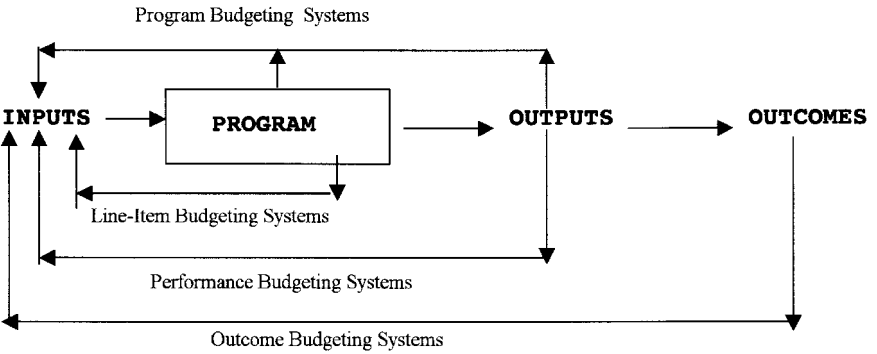 Program Budgeting Systems
INPUTS
PROGRAM
OUTPUTS
OUTCOMES
Line-Item Budgeting Systems
Performance Budgeting Systems
Outcome Budgeting Systems